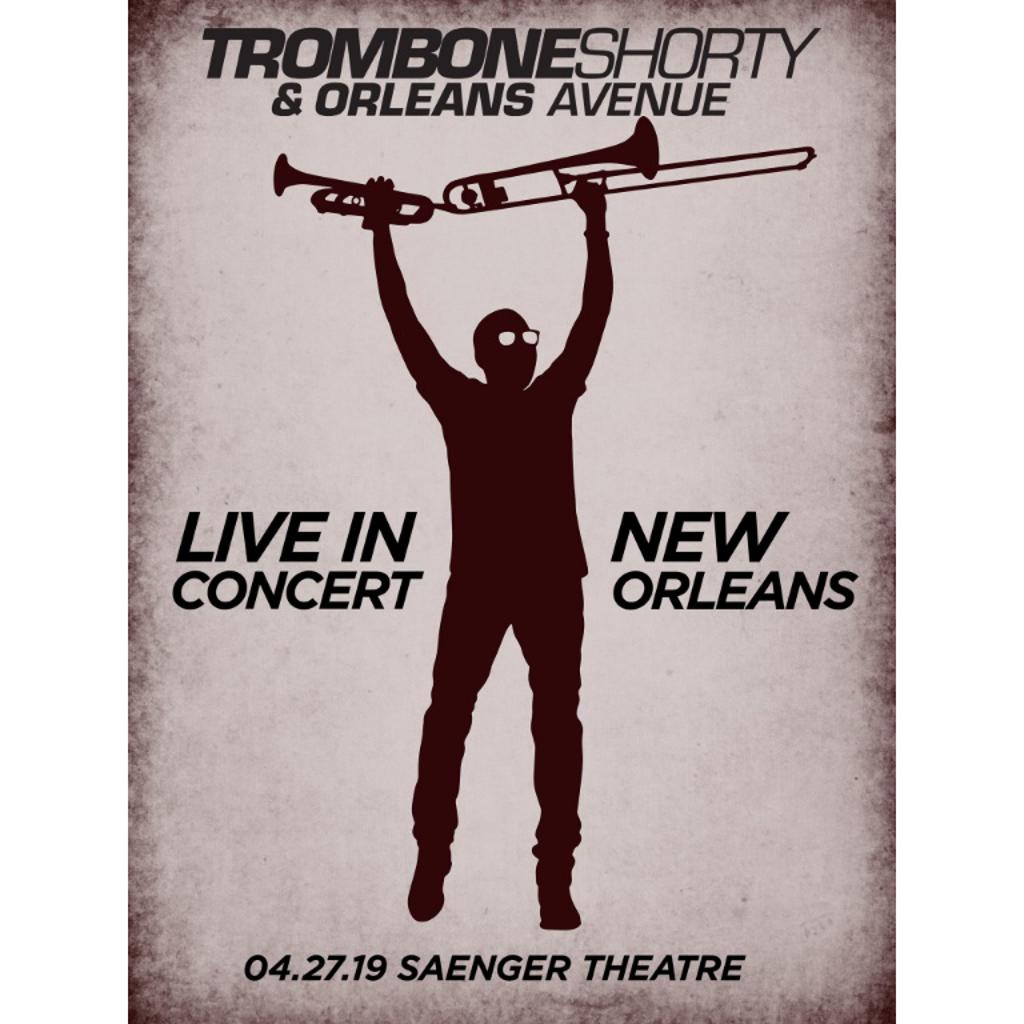 TROMBONESHORTY
& ORLEANS AVENUE
LIVE IN
CONCERT
NEW
ORLEANS
04.27.19 SAENGER THEATRE